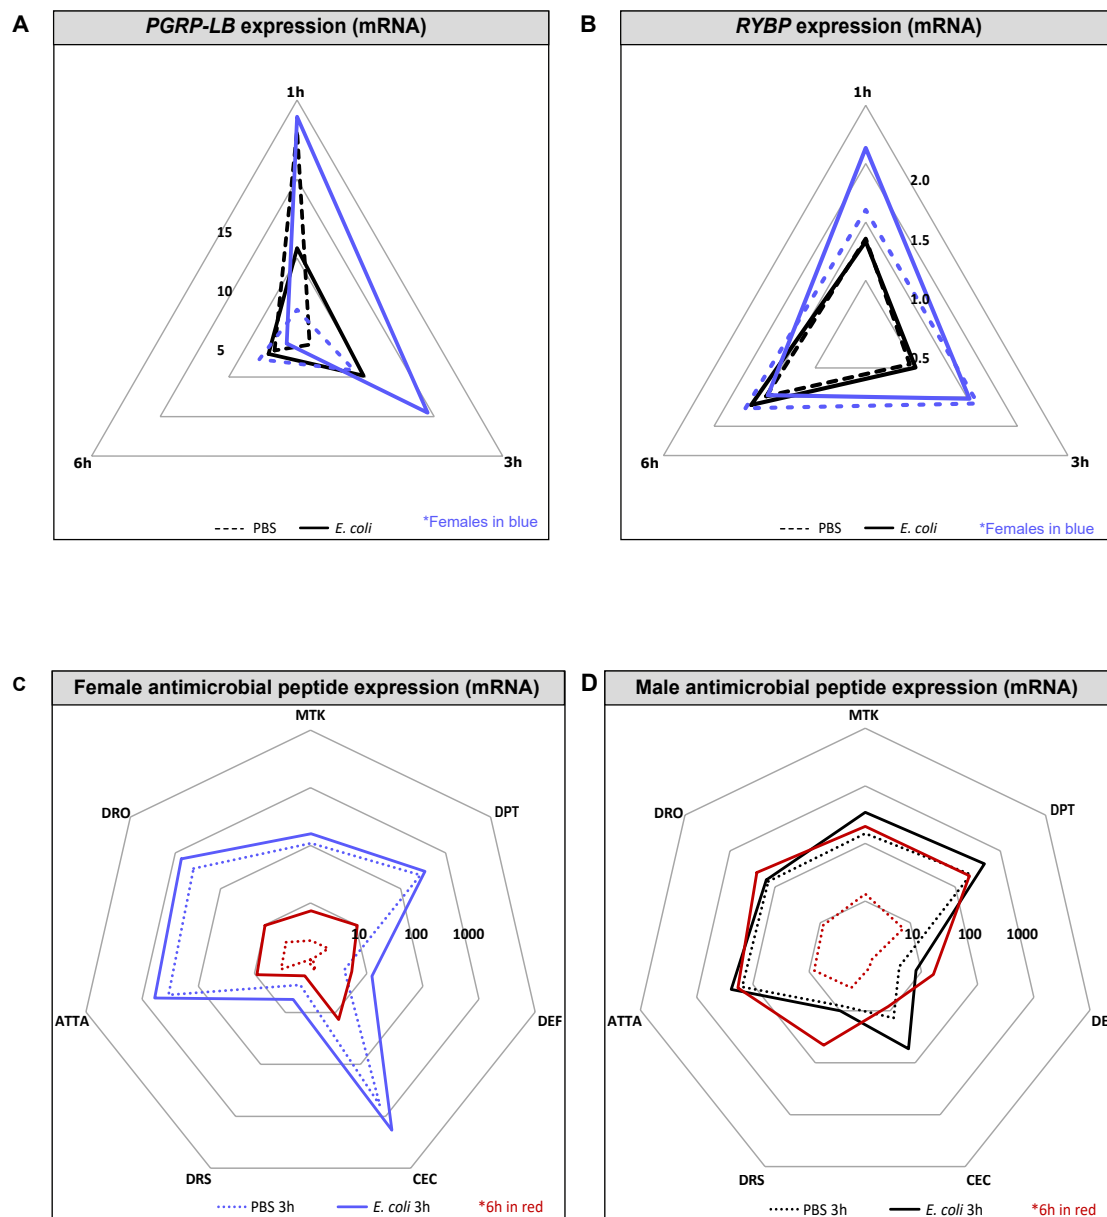 A
PGRP-LB expression (mRNA)
1h
15
10
5
6h
3h
PBS E. coli *Females in blue
B
RYBP expression (mRNA)
1h
2.0
1.5
1.0
0.5
6h
3h
PBS E. coli *Females in blue
C
Female antimicrobial peptide expression (mRNA)
MTK
DRO
DPT
10 100 1000
ATTA
DEF
DRS
CEC
PBS 3h E. coli 3h *6h in red
D
Male antimicrobial peptide expression (mRNA)
MTK
DRO
DPT
10 100 1000
ATTA
DE
DRS
CEC
PBS 3h E. coli 3h *6h in red